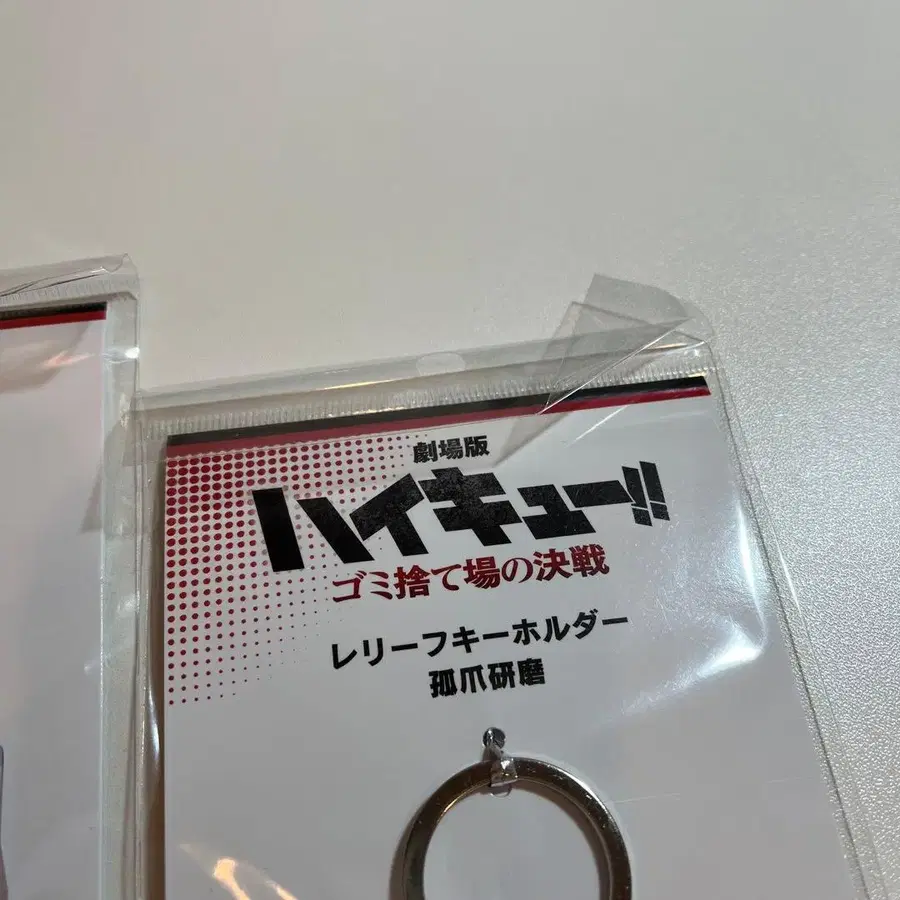 劇場版
ハイキュー!!
ゴミ捨て場の決戦
レリーフキーホルダー
孤爪研磨